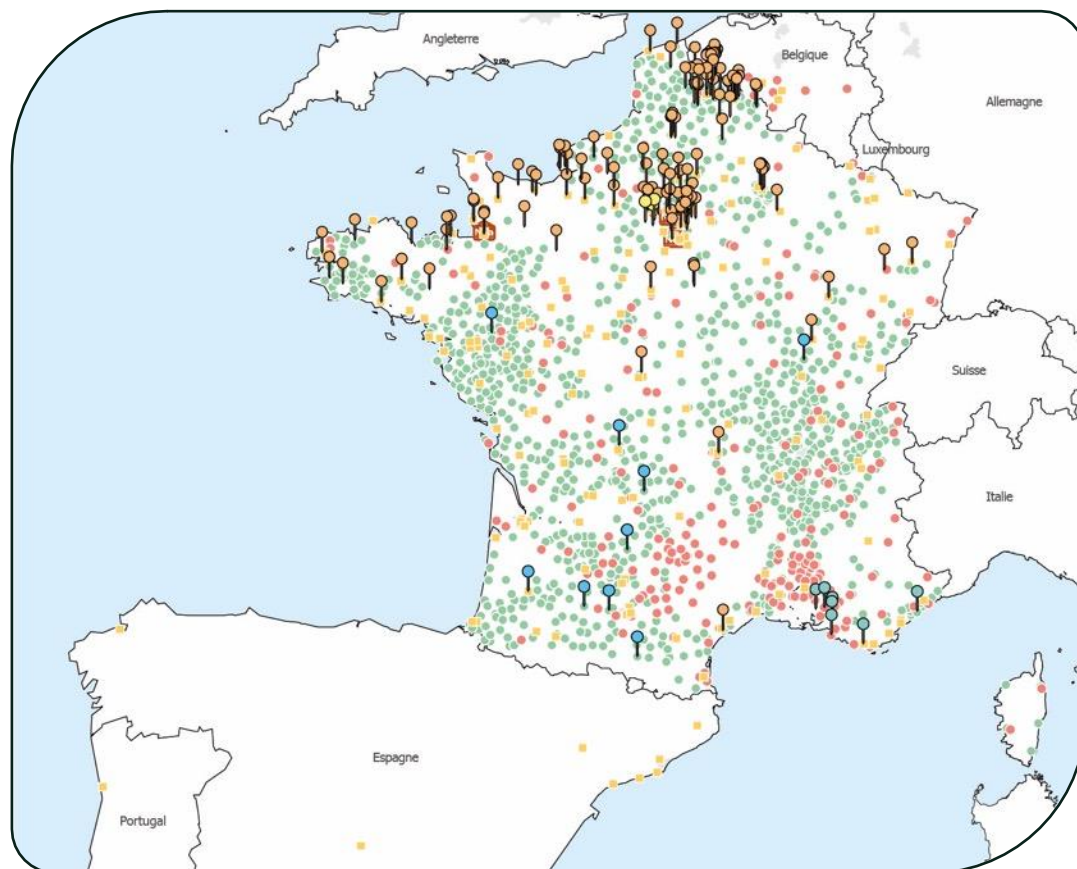 Angleterre
Belgique
Allemagne
Luxembourg
Suisse
Italie
Espagne
Portugal